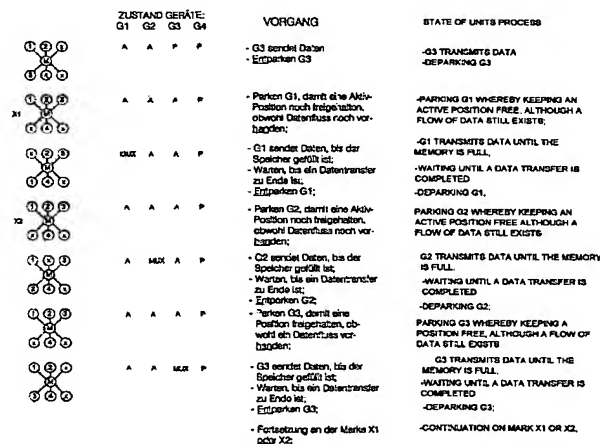 ZUSTAND GERÄTE: VORGANG STATE OF UNITS PROCESS
G1 G2 G3 G4
A A P P
- G3 sendet Daten
- Entparken G3
-G3 TRANSMITS DATA
-DEPARKING G3
X1
A A A P
- Parken G1, damit eine Aktiv-
Position noch freigehalten,
obwohl Datenfluss noch vor-
handen;
-PARKING G1 WHEREBY KEEPING AN
ACTIVE POSITION FREE, ALTHOUGH A
FLOW OF DATA STILL EXISTS;
MUX A A P
- G1 sendet Daten, bis der
Speicher gefüllt ist;
- Warten, bis ein Datentransfer
zu Ende ist;
- Entparken G1;
-G1 TRANSMITS DATA UNTIL THE
MEMORY IS FULL,
-WAITING UNTIL A DATA TRANSFER IS
COMPLETED
-DEPARKING G1,
X2
A A A P
- Parken G2, damit eine Aktiv-
Position noch freigehalten,
obwohl Datenfluss noch vor-
handen;
PARKING G2 WHEREBY KEEPING AN
ACTIVE POSITION FREE ALTHOUGH A
FLOW OF DATA STILL EXISTS
A MUX A P
- G2 sendet Daten, bis der
Speicher gefüllt ist;
- Warten, bis ein Datentransfer
zu Ende ist;
- Entparken G2;
G2 TRANSMITS DATA UNTIL THE MEMORY
IS FULL.
-WAITING UNTIL A DATA TRANSFER IS
COMPLETED
-DEPARKING G2;
A A A P
- Parken G3, damit eine
Position freigehalten, ob-
wohl ein Datenfluss noch vor-
handen;
PARKING G3 WHEREBY KEEPING A
POSITION FREE, ALTHOUGH A FLOW OF
DATA STILL EXISTS
A A MUX P
- G3 sendet Daten, bis der
Speicher gefüllt ist;
- Warten, bis ein Datentransfer
zu Ende ist;
- Entparken G3;
G3 TRANSMITS DATA UNTIL THE
MEMORY IS FULL,
-WAITING UNTIL A DATA TRANSFER IS
COMPLETED
-DEPARKING G3;
- Fortsetzung an der Marke X1
oder X2;
-CONTINUATION ON MARK X1 OR X2,